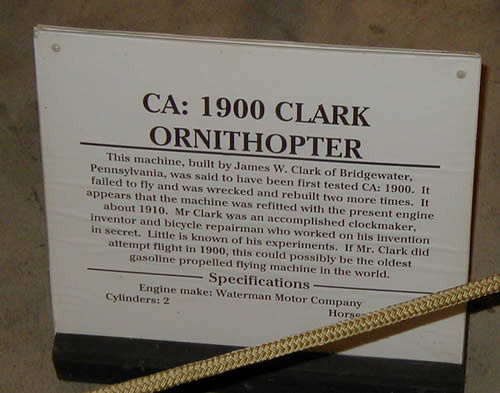 CA: 1900 CLARK
ORNITHOPTER
This machine, built by James W. Clark of Bridgewater,
Pennsylvania, was said to have been first tested CA: 1900. It
failed to fly and was wrecked and rebuilt two more times. It
appears that the machine was refitted with the present engine
about 1910. Mr Clark was an accomplished clockmaker,
inventor and bicycle repairman who worked on his invention
in secret. Little is known of his experiments. If Mr. Clark did
attempt flight in 1900, this could possibly be the oldest
gasoline propelled flying machine in the world.
Specifications
Engine make: Waterman Motor Company
Cylinders: 2